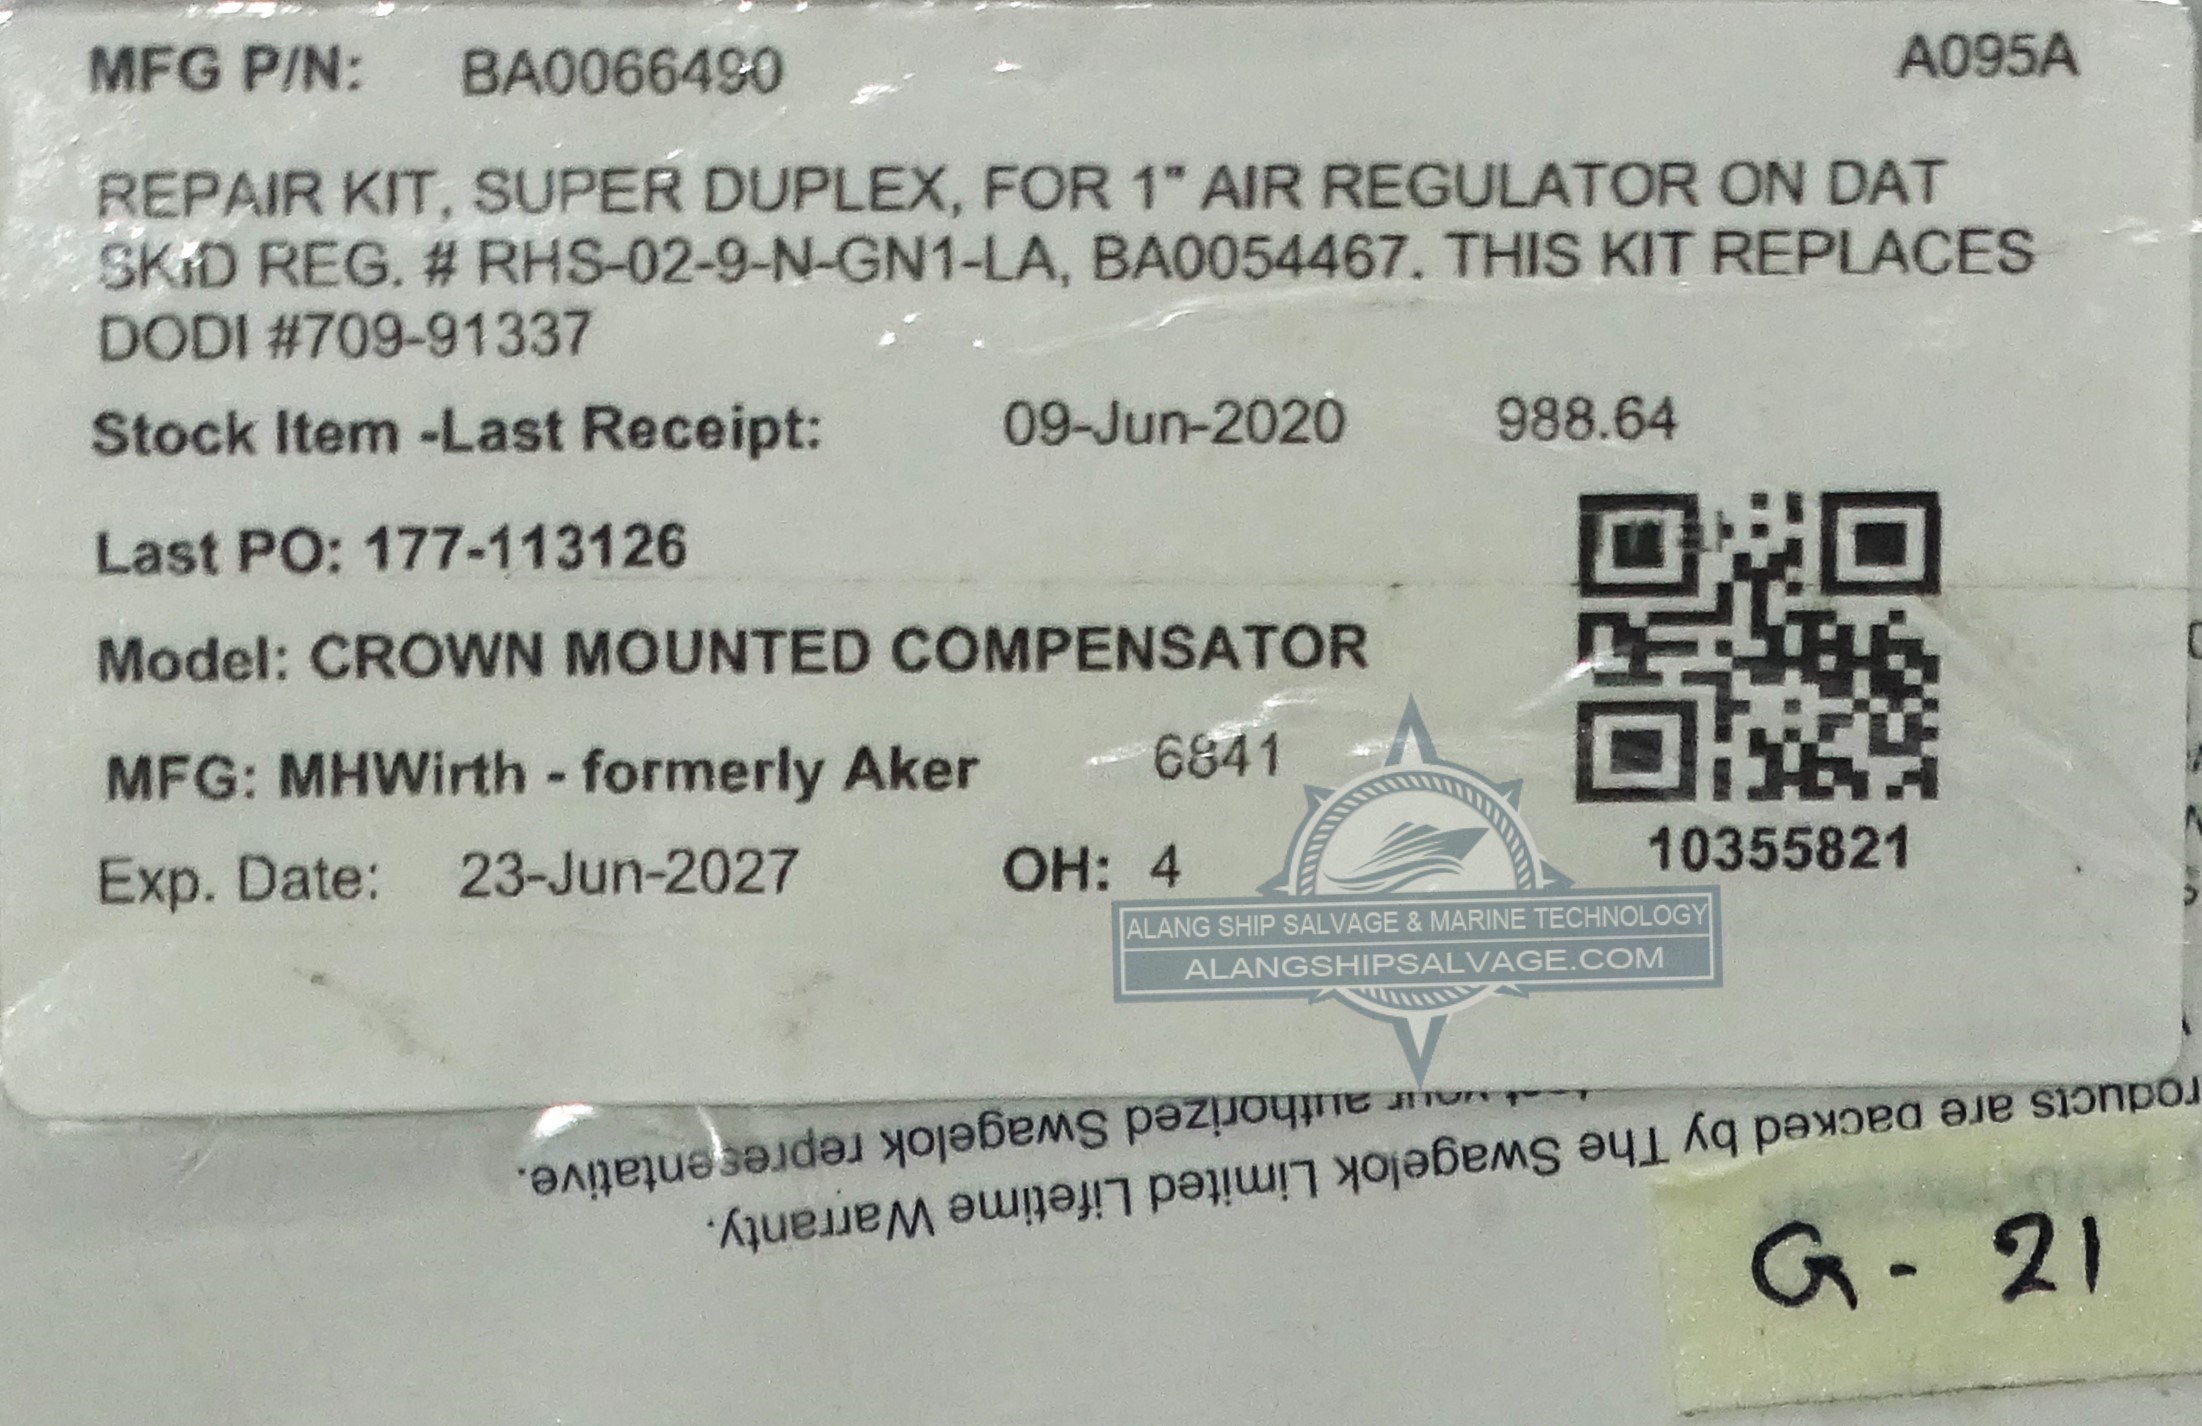 MFG P/N: BA0066490 A095A
REPAIR KIT, SUPER DUPLEX, FOR 1" AIR REGULATOR ON DAT
SKID REG. # RHS-02-9-N-GN1-LA, BA0054467. THIS KIT REPLACES
DODI #709-91337
Stock Item -Last Receipt: 09-Jun-2020 988.64
Last PO: 177-113126
Model: CROWN MOUNTED COMPENSATOR
MFG: MHWirth - formerly Aker 6841
Exp. Date: 23-Jun-2027 OH: 4
10355821
ALANG SHIP SALVAGE & MARINE TECHNOLOGY
ALANGSHIPSALVAGE.COM
roducts are backed by The Swagelok Limited Lifetime Warranty.
your authorized Swagelok representative.
G - 21